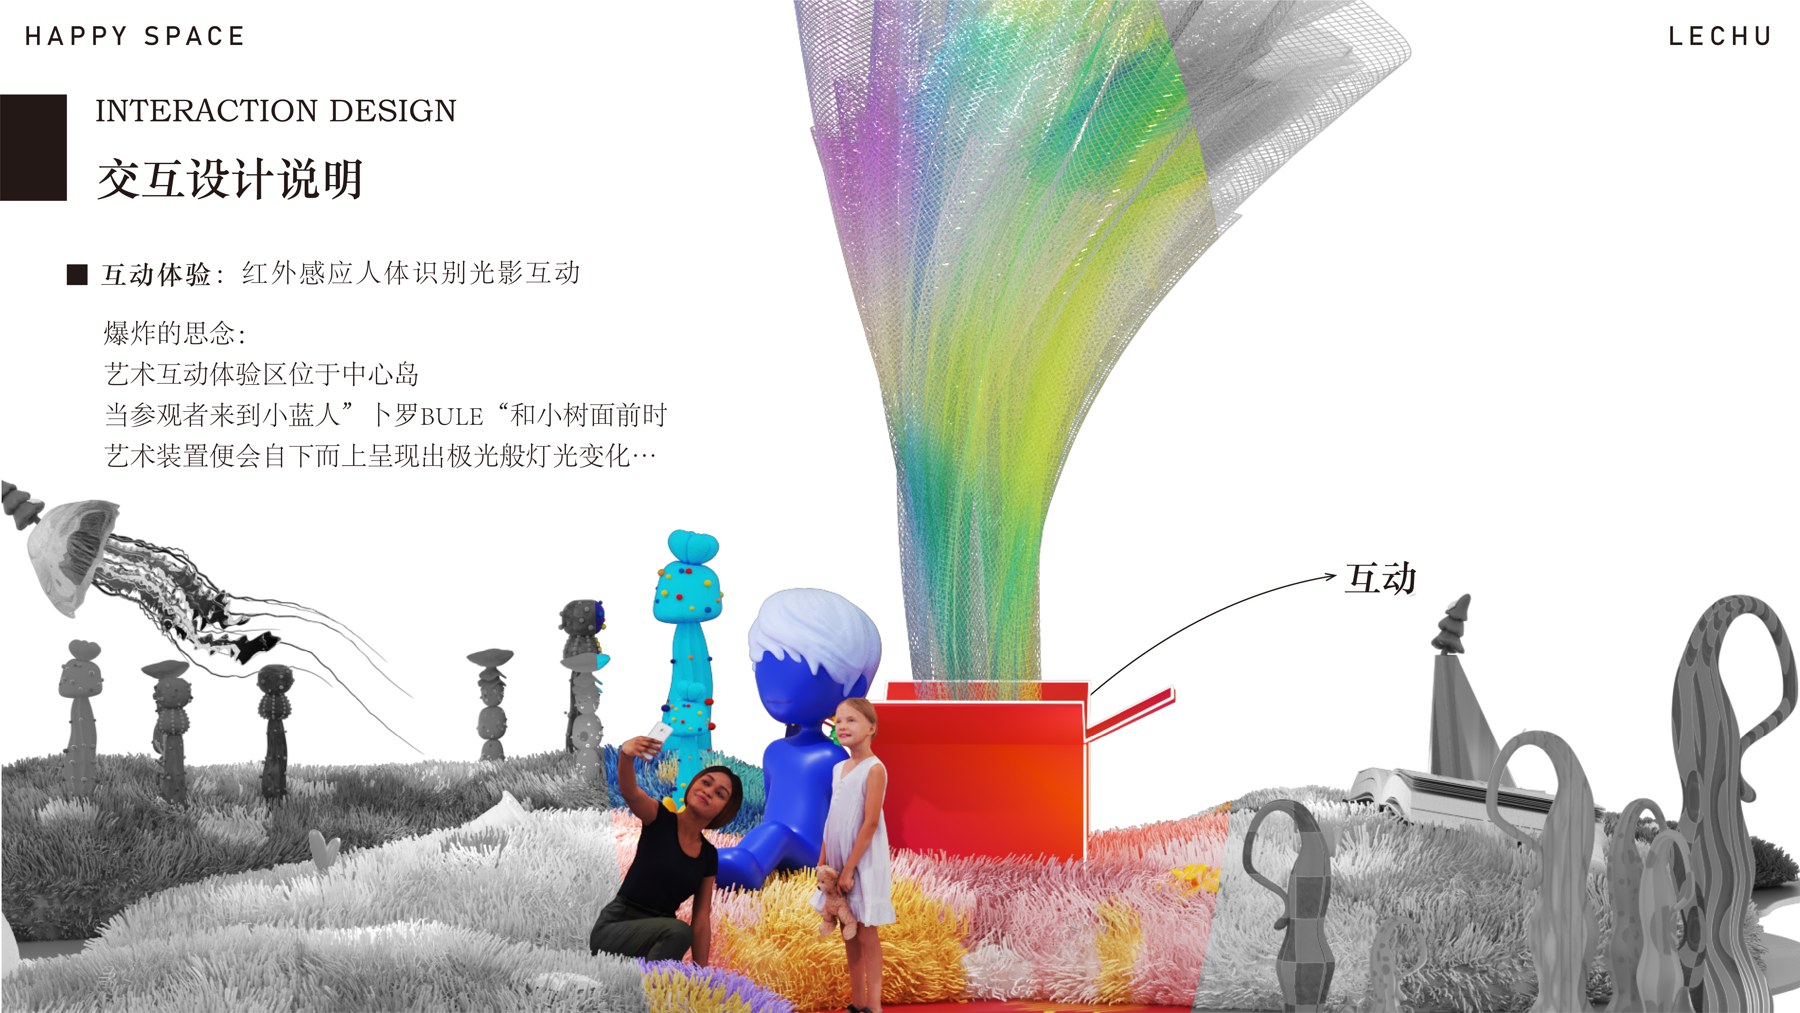 HAPPY SPACE
LECHU
INTERACTION DESIGN
交互设计说明
互动体验：红外感应人体识别光影互动
爆炸的思念：
艺术互动体验区位于中心岛
当参观者来到小蓝人”卜罗BULE“和小树面前时
艺术装置便会自下而上呈现出极光般灯光变化…
互动